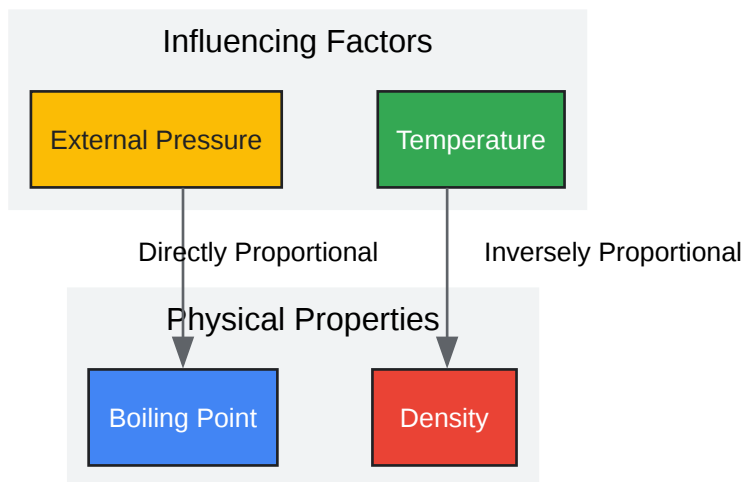 Influencing Factors
External Pressure
Temperature
Directly Proportional
Inversely Proportional
Physical Properties
Boiling Point
Density